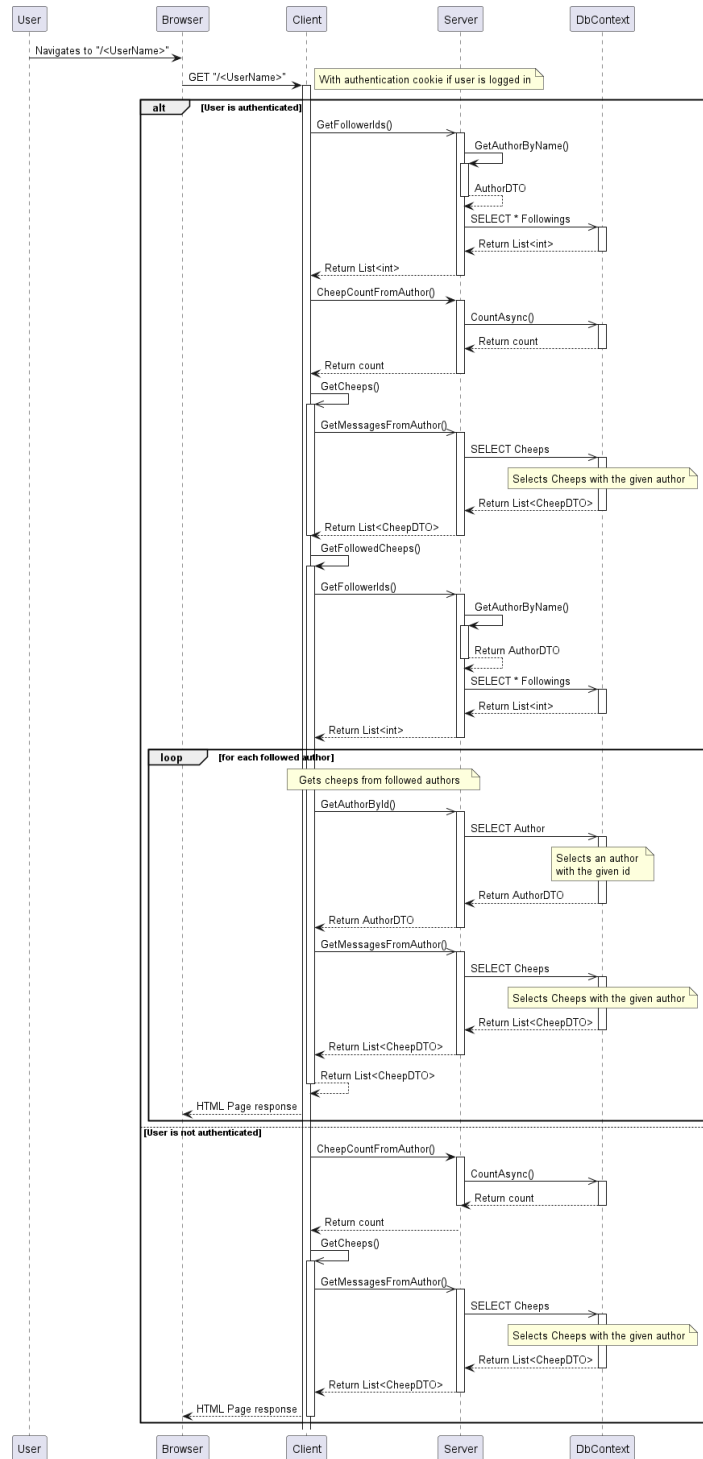 User
Browser
Client
Server
DbContext
Navigates to "/<UserName>"
GET "/<UserName>"
With authentication cookie if user is logged in
alt
[User is authenticated]
GetFollowerIds()
GetAuthorByName()
AuthorDTO
SELECT * Followings
Return List<int>
Return List<int>
CheepCountFromAuthor()
CountAsync()
Return count
Return count
GetCheeps()
GetMessagesFromAuthor()
SELECT Cheeps
Selects Cheeps with the given author
Return List<CheepDTO>
Return List<CheepDTO>
GetFollowedCheeps()
GetFollowerIds()
GetAuthorByName()
Return AuthorDTO
SELECT * Followings
Return List<int>
Return List<int>
loop
[for each followed author]
Gets cheeps from followed authors
GetAuthorById()
SELECT Author
Selects an author
with the given id
Return AuthorDTO
Return AuthorDTO
GetMessagesFromAuthor()
SELECT Cheeps
Selects Cheeps with the given author
Return List<CheepDTO>
Return List<CheepDTO>
Return List<CheepDTO>
HTML Page response
[User is not authenticated]
CheepCountFromAuthor()
CountAsync()
Return count
Return count
GetCheeps()
GetMessagesFromAuthor()
SELECT Cheeps
Selects Cheeps with the given author
Return List<CheepDTO>
Return List<CheepDTO>
HTML Page response
User
Browser
Client
Server
DbContext